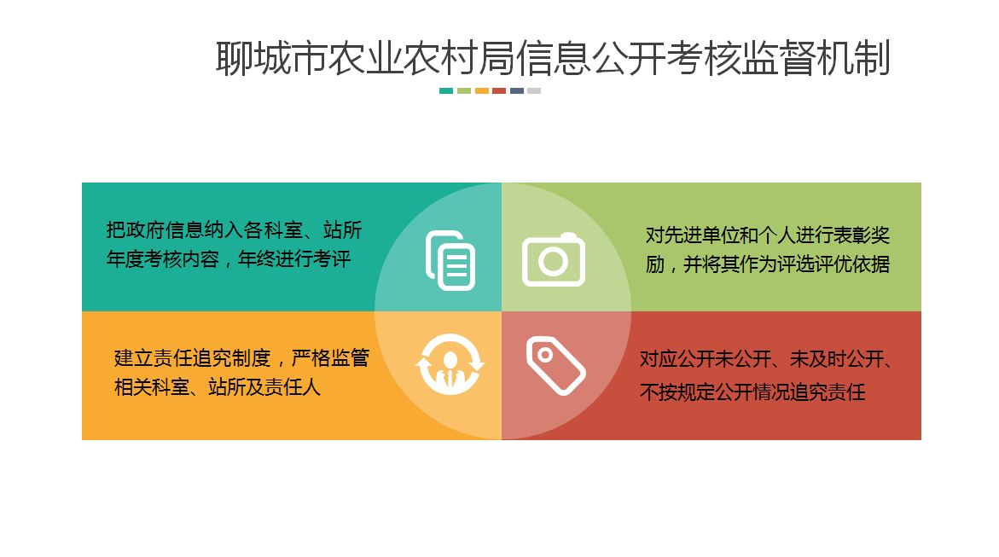 聊城市农业农村局信息公开考核监督机制
把政府信息纳入各科室、站所
年度考核内容，年终进行考评
对先进单位和个人进行表彰奖
励，并将其作为评选评优依据
建立责任追究制度，严格监管
相关科室、站所及责任人
对应公开未公开、未及时公开、
不按规定公开情况追究责任